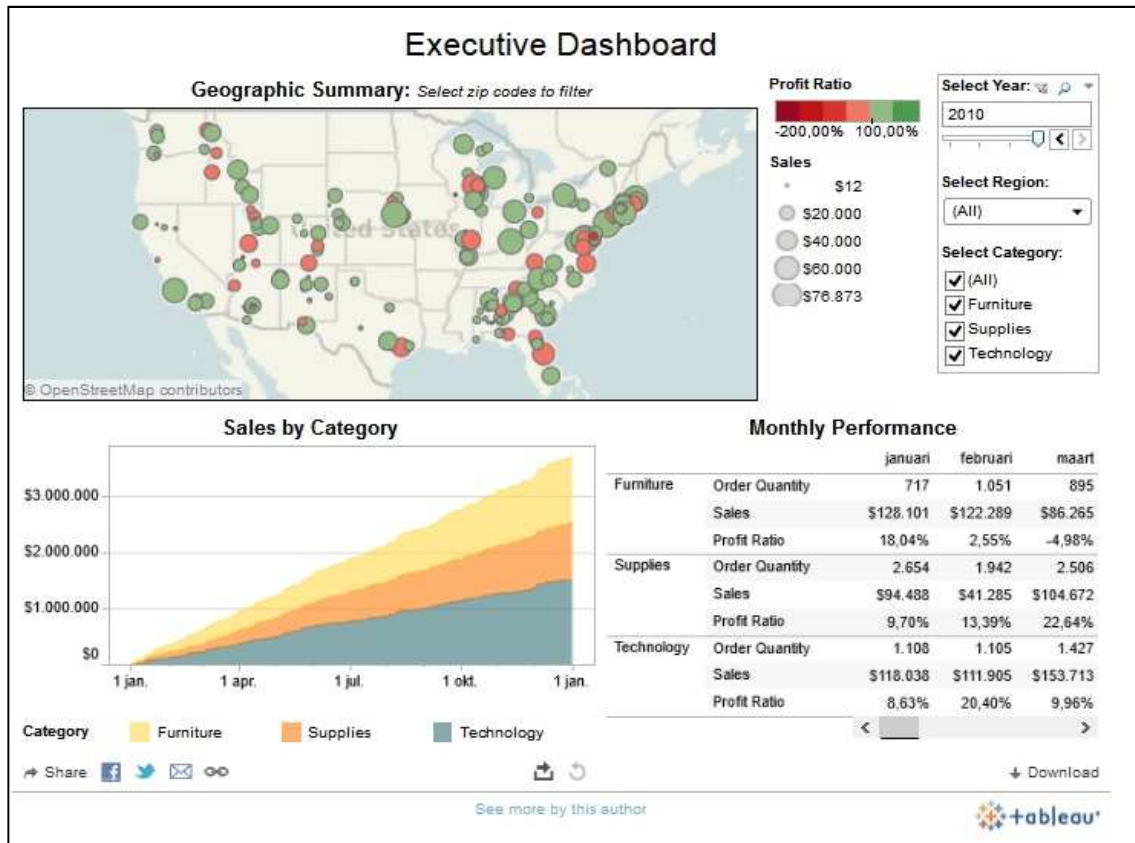 Executive Dashboard
Geographic Summary: Select zip codes to filter
United States
© OpenStreetMap contributors
Profit Ratio
-200,00% 100,00%
Sales
$12
$20.000
$40.000
$60.000
$76.873
Select Year:
2010
Select Region:
(All)
Select Category:
(All)
Furniture
Supplies
Technology
Sales by Category
$3.000.000
$2.000.000
$1.000.000
$0
1 jan. 1 apr. 1 jul. 1 okt. 1 jan.
Category Furniture Supplies Technology
Monthly Performance
januari februari maart
Furniture Order Quantity 717 1.051 895
Sales $128.101 $122.289 $86.265
Profit Ratio 18,04% 2,55% -4,98%
Supplies Order Quantity 2.654 1.942 2.506
Sales $94.488 $41.285 $104.672
Profit Ratio 9,70% 13,39% 22,64%
Technology Order Quantity 1.108 1.105 1.427
Sales $118.038 $111.905 $153.713
Profit Ratio 8,63% 20,40% 9,96%
Share
Download
See more by this author
+ableau